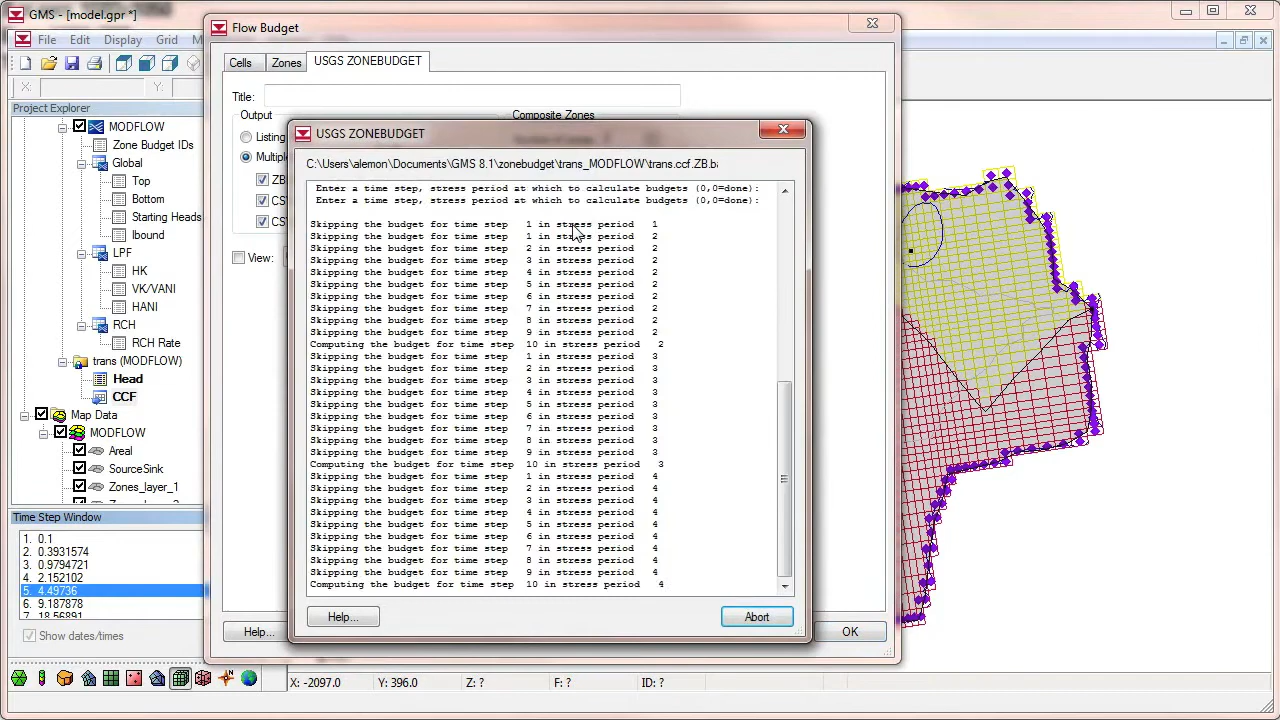 GMS - [model.gpr *]
File Edit Display Grid
X: Y:
Project Explorer
MODFLOW
Zone Budget IDs
Global
Top
Bottom
Starting Heads
Ibound
LPF
HK
VK/VANI
HANI
RCH
RCH Rate
trans (MODFLOW)
Head
CCF
Map Data
MODFLOW
Areal
SourceSink
Zones_layer_1
Time Step Window
1. 0.1
2. 0.3931574
3. 0.9794721
4. 2.152102
5. 4.49736
6. 9.187878
7. 18.56891
Show dates/times
Flow Budget
Cells Zones USGS ZONEBUDGET
Title:
Output Composite Zones
Listing
Multiple
ZB
CS
CS
View:
Help... OK
USGS ZONEBUDGET
C:\Users\alemon\Documents\GMS 8.1\zonebudget\trans_MODFLOW\trans.ccf.ZB.ba
Enter a time step, stress period at which to calculate budgets (0,0=done):
Enter a time step, stress period at which to calculate budgets (0,0=done):
Skipping the budget for time step 1 in stress period 1
Skipping the budget for time step 1 in stress period 2
Skipping the budget for time step 2 in stress period 2
Skipping the budget for time step 3 in stress period 2
Skipping the budget for time step 4 in stress period 2
Skipping the budget for time step 5 in stress period 2
Skipping the budget for time step 6 in stress period 2
Skipping the budget for time step 7 in stress period 2
Skipping the budget for time step 8 in stress period 2
Skipping the budget for time step 9 in stress period 2
Computing the budget for time step 10 in stress period 2
Skipping the budget for time step 1 in stress period 3
Skipping the budget for time step 2 in stress period 3
Skipping the budget for time step 3 in stress period 3
Skipping the budget for time step 4 in stress period 3
Skipping the budget for time step 5 in stress period 3
Skipping the budget for time step 6 in stress period 3
Skipping the budget for time step 7 in stress period 3
Skipping the budget for time step 8 in stress period 3
Skipping the budget for time step 9 in stress period 3
Computing the budget for time step 10 in stress period 3
Skipping the budget for time step 1 in stress period 4
Skipping the budget for time step 2 in stress period 4
Skipping the budget for time step 3 in stress period 4
Skipping the budget for time step 4 in stress period 4
Skipping the budget for time step 5 in stress period 4
Skipping the budget for time step 6 in stress period 4
Skipping the budget for time step 7 in stress period 4
Skipping the budget for time step 8 in stress period 4
Skipping the budget for time step 9 in stress period 4
Computing the budget for time step 10 in stress period 4
Help... Abort
X: -2097.0 Y: 396.0 Z: ? F: ? ID: ?